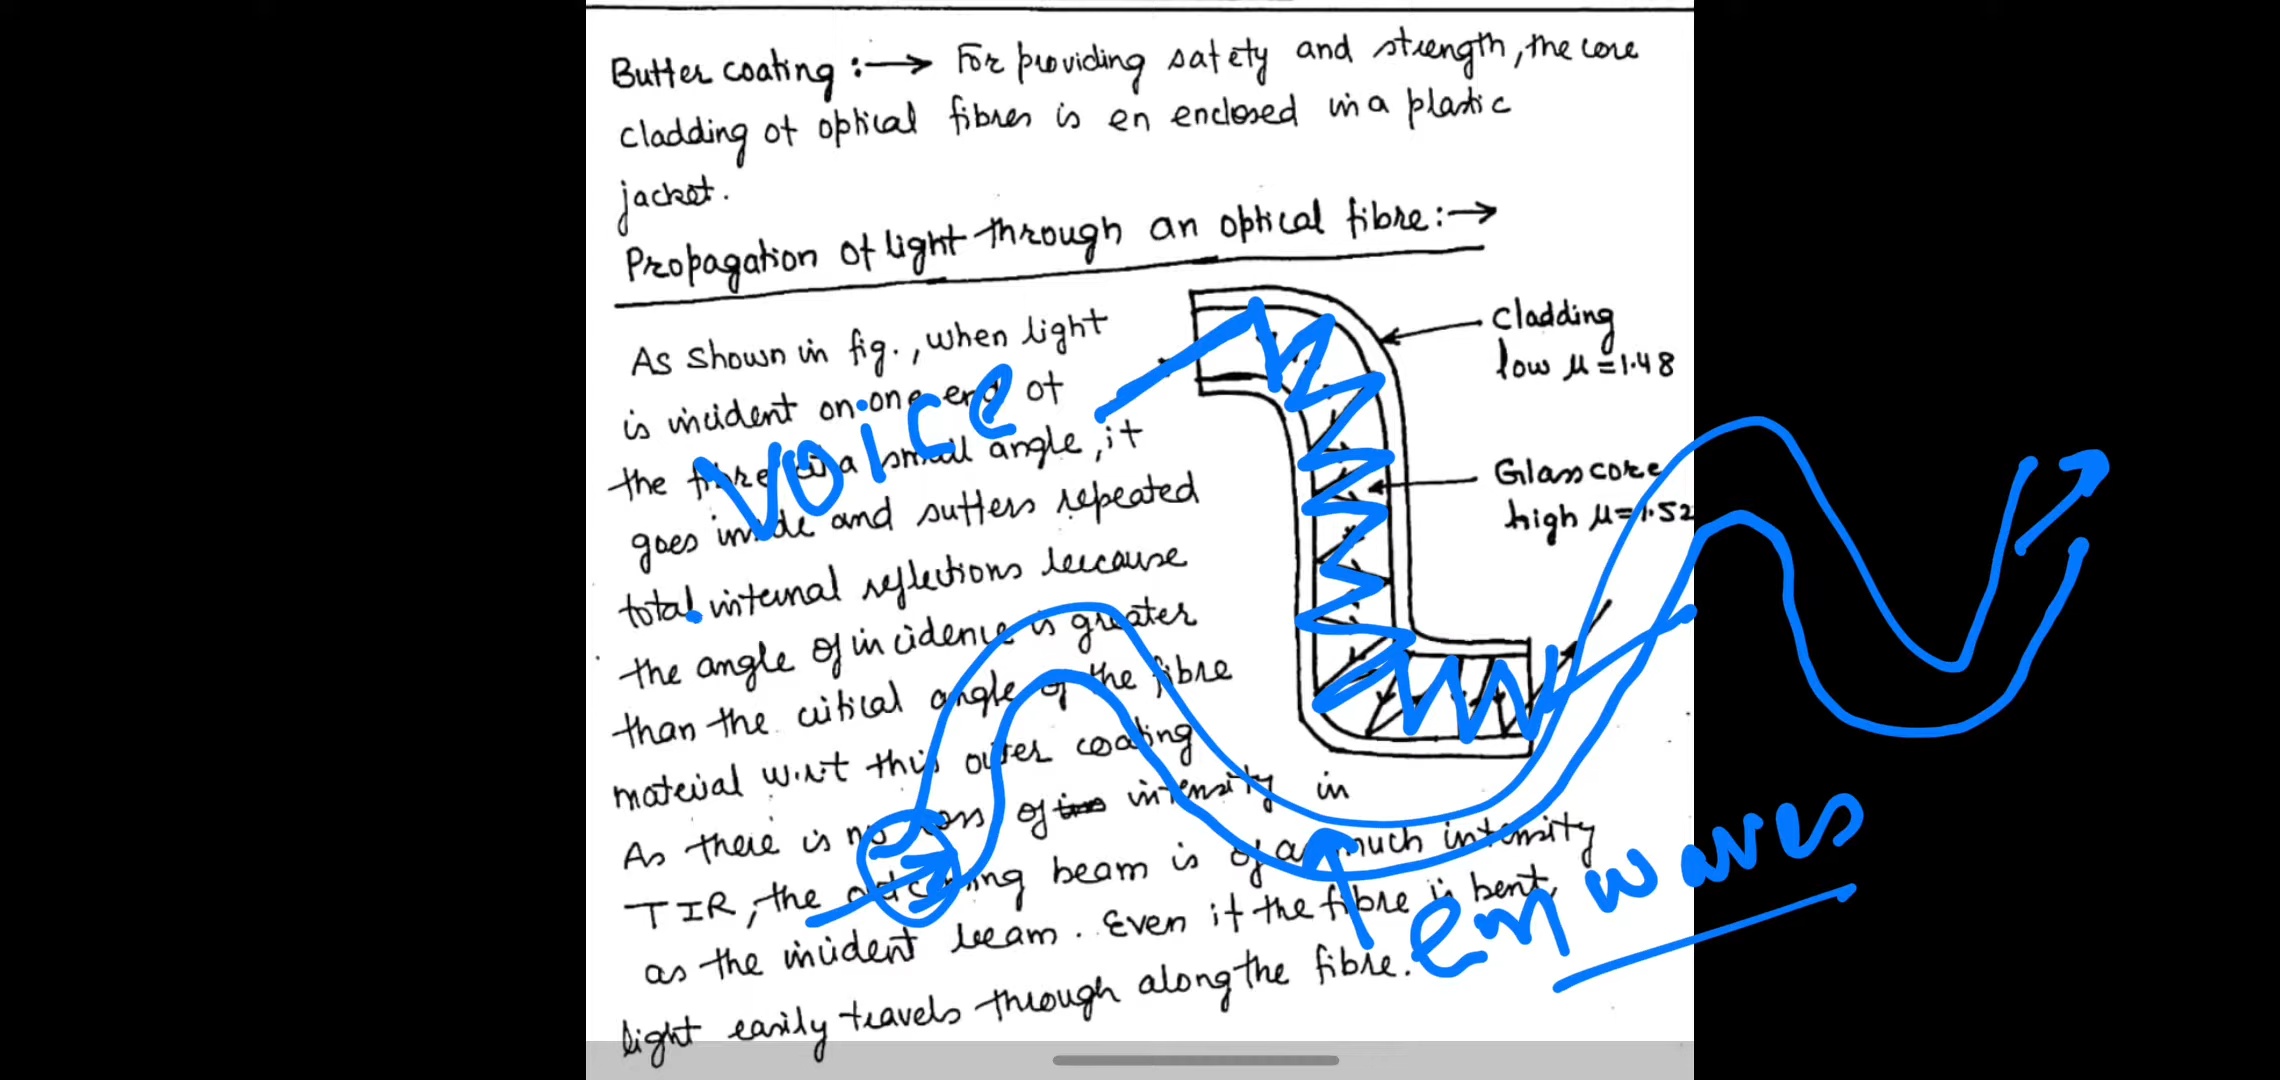 Buffer coating :→ For providing safety and strength, the core
cladding of optical fibres is en enclosed in a plastic
jacket.
Propagation of light through an optical fibre :→
As shown in fig., when light
is incident on one end of
the fibre at a small angle, it
goes inside and suffers repeated
total internal reflections because
the angle of incidence is greater
than the critical angle of the fibre
material w.r.t this outer coating
As there is no loss of intensity in
TIR, the outcoming beam is of as much intensity
as the incident beam. Even if the fibre is bent,
light easily travels through along the fibre.
Cladding
low μ = 1.48
Glass core
high μ = 1.52
voice
em waves